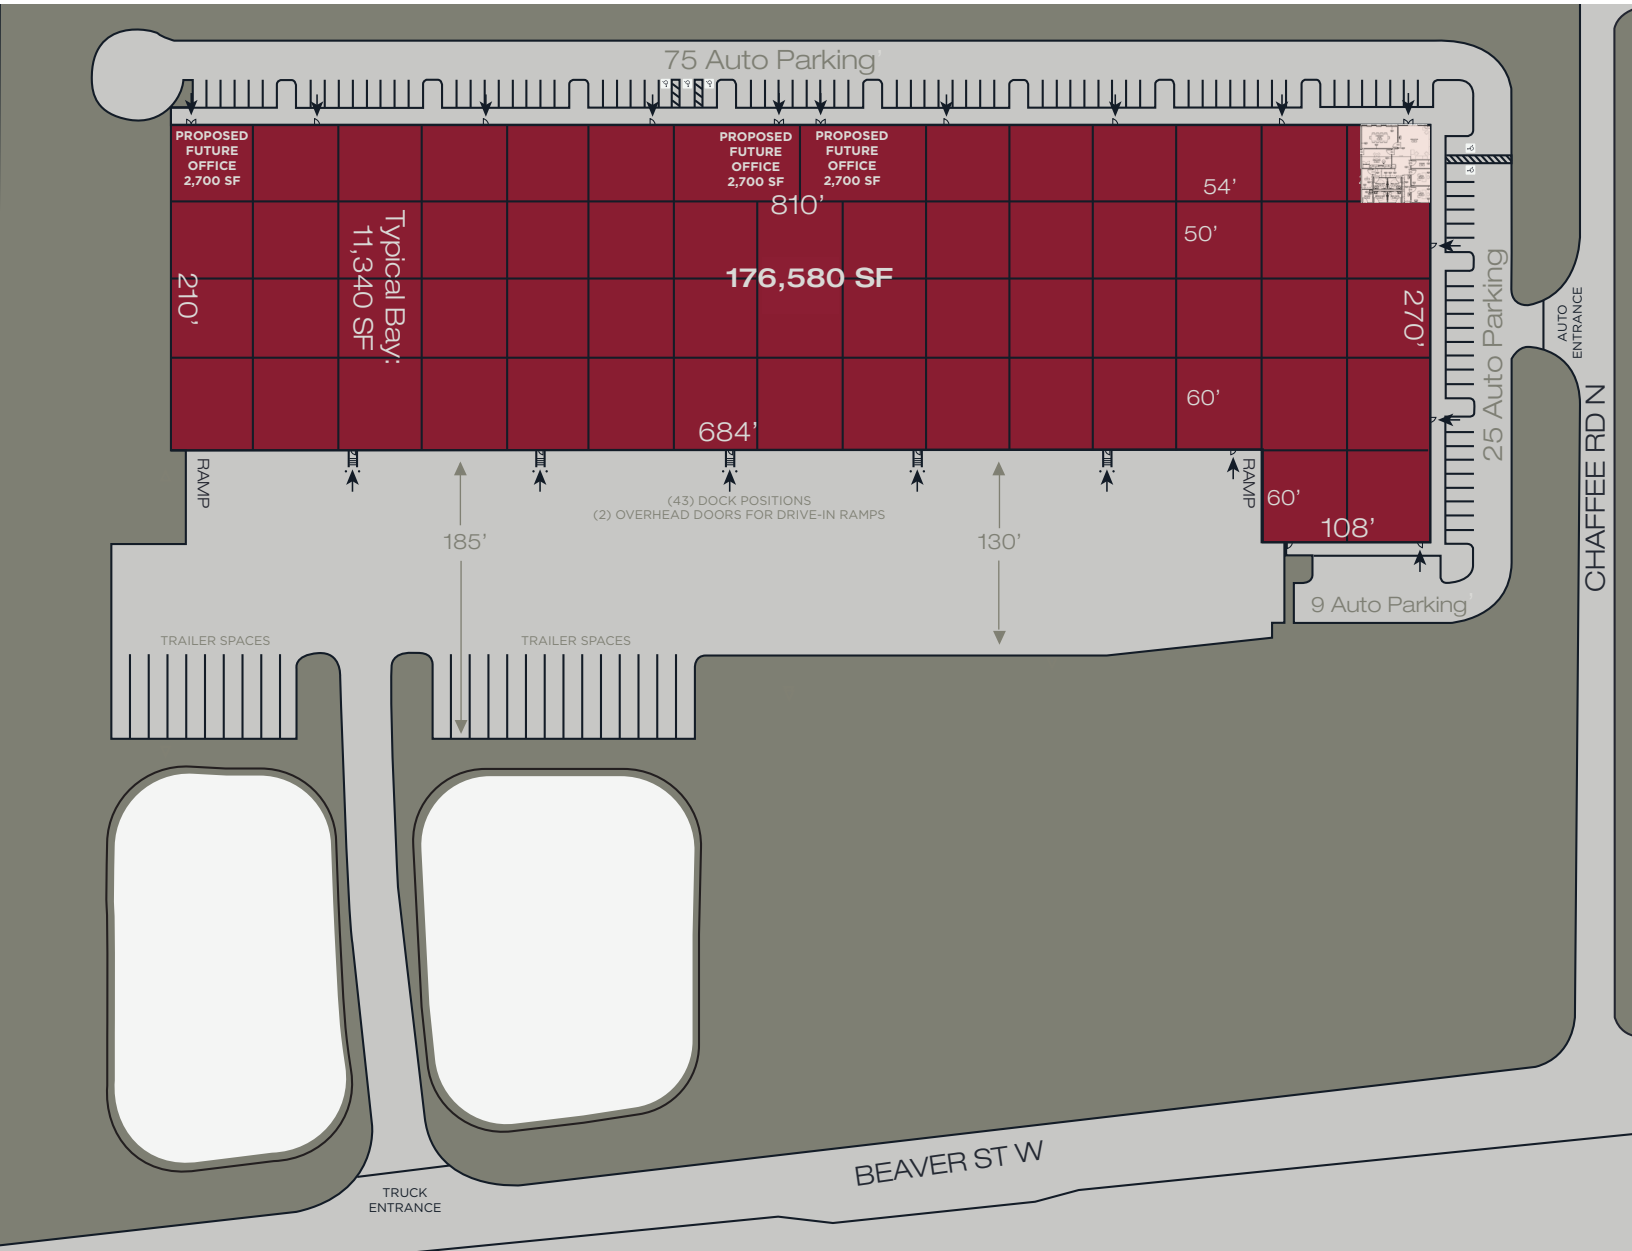 75 Auto Parking
PROPOSED
FUTURE
OFFICE
2,700 SF
PROPOSED
FUTURE
OFFICE
2,700 SF
PROPOSED
FUTURE
OFFICE
2,700 SF
54’
810’
50’
Typical Bay:
11,340 SF
176,580 SF
210’
270’
25 Auto Parking
AUTO
ENTRANCE
60’
684’
CHAFFEE RD N
RAMP
RAMP
60’
(43) DOCK POSITIONS
(2) OVERHEAD DOORS FOR DRIVE-IN RAMPS
108’
185’
130’
9 Auto Parking
TRAILER SPACES
TRAILER SPACES
BEAVER ST W
TRUCK
ENTRANCE